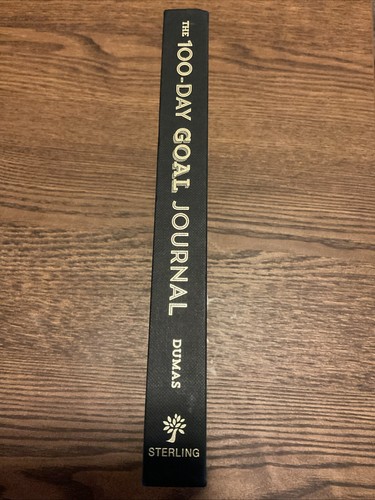 THE 100-DAY GOAL JOURNAL
DUMAS
STERLING